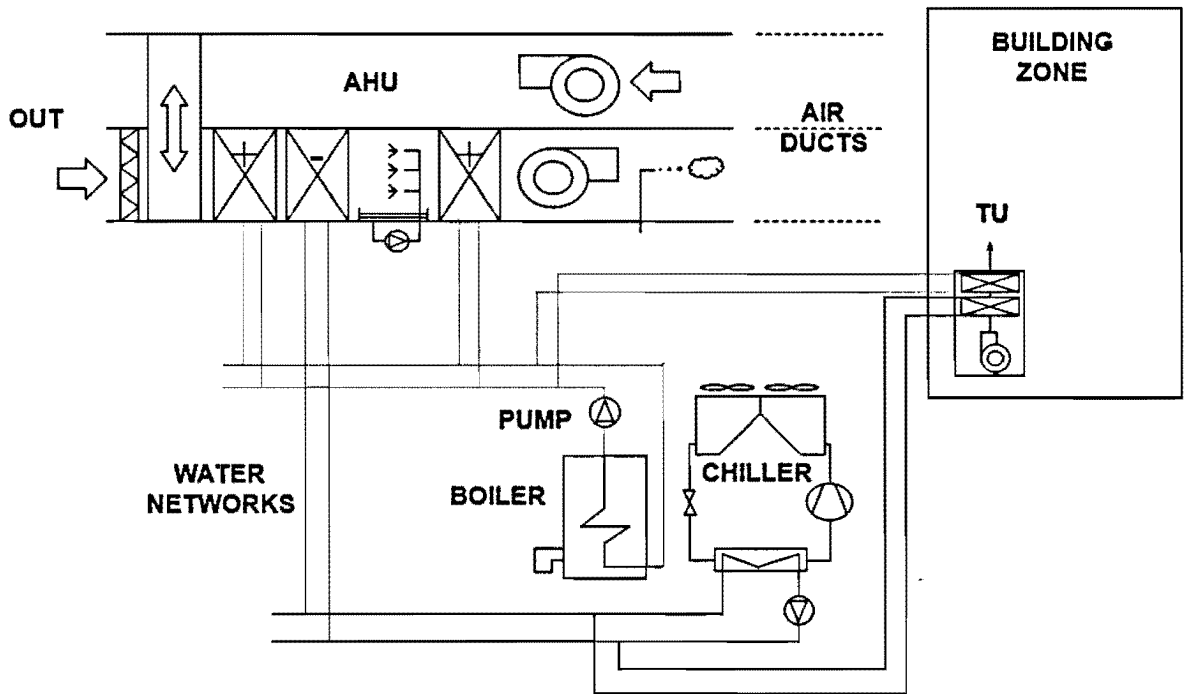 BUILDING
ZONE
AHU
OUT
AIR
DUCTS
TU
PUMP
CHILLER
WATER
NETWORKS
BOILER